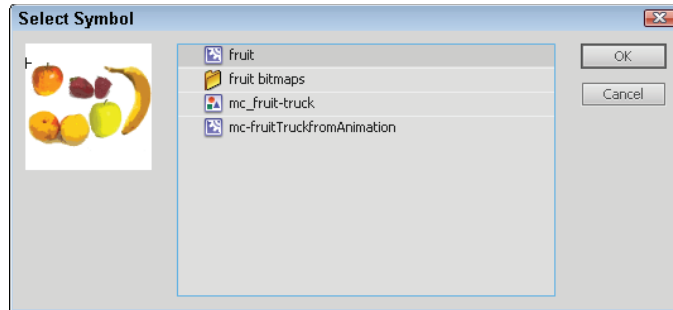 Select Symbol
fruit
OK
fruit bitmaps
mc_fruit-truck
Cancel
mc-fruitTruckfromAnimation